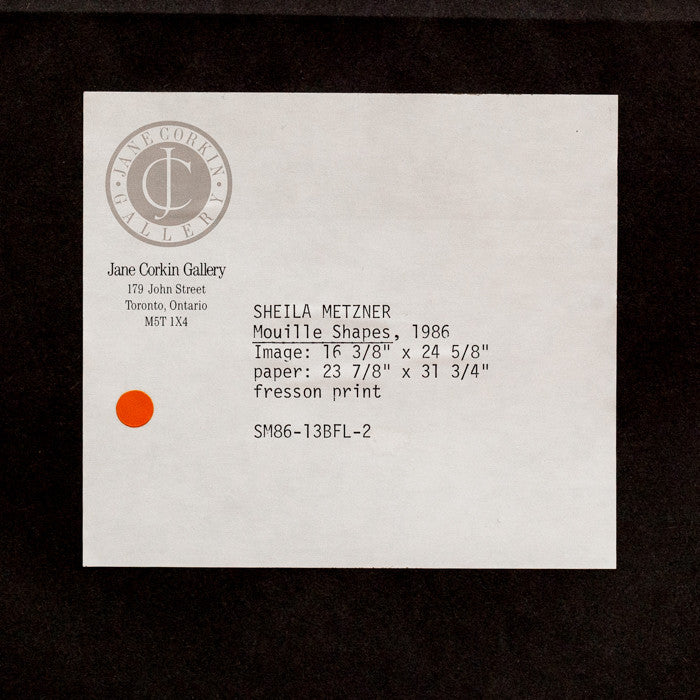 JANE CORKIN
GALLERY
JC
Jane Corkin Gallery
179 John Street
Toronto, Ontario
M5T 1X4
SHEILA METZNER
Mouille Shapes, 1986
Image: 16 3/8" x 24 5/8"
paper: 23 7/8" x 31 3/4"
fresson print
SM86-13BFL-2